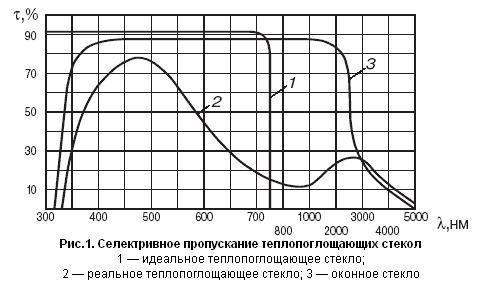 τ,%
90
70
50
30
10
1
2
3
300 400 500 600 700 1000 3000 5000
800 2000 4000
λ,нм
Рис.1. Селектривное пропускание теплопоглощающих стекол
1 — идеальное теплопоглощающее стекло;
2 — реальное теплопоглощающее стекло; 3 — оконное стекло